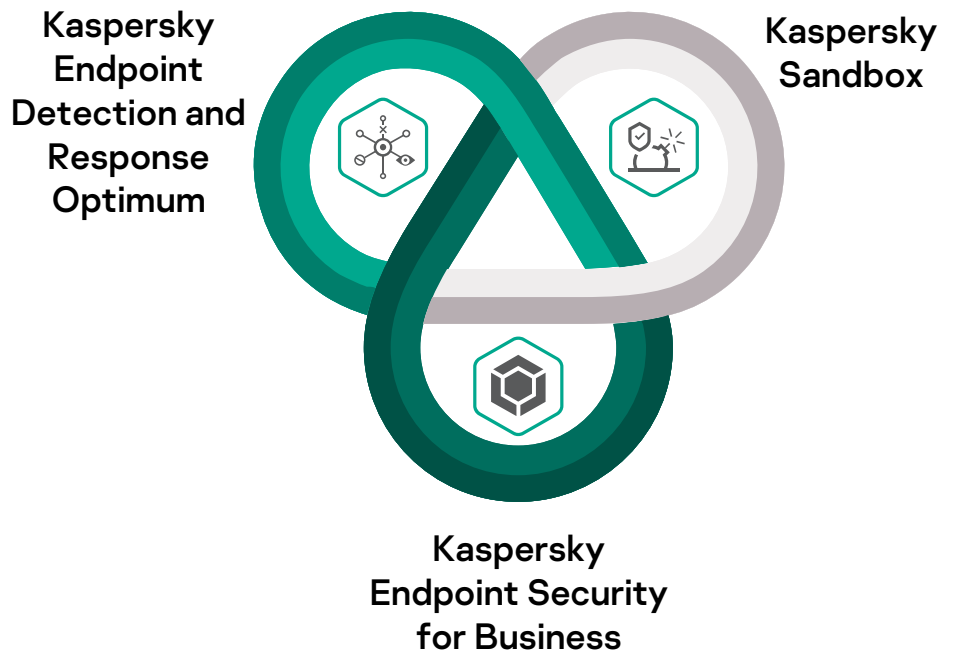 Kaspersky
Endpoint
Detection and
Response
Optimum
Kaspersky
Sandbox
Kaspersky
Endpoint Security
for Business